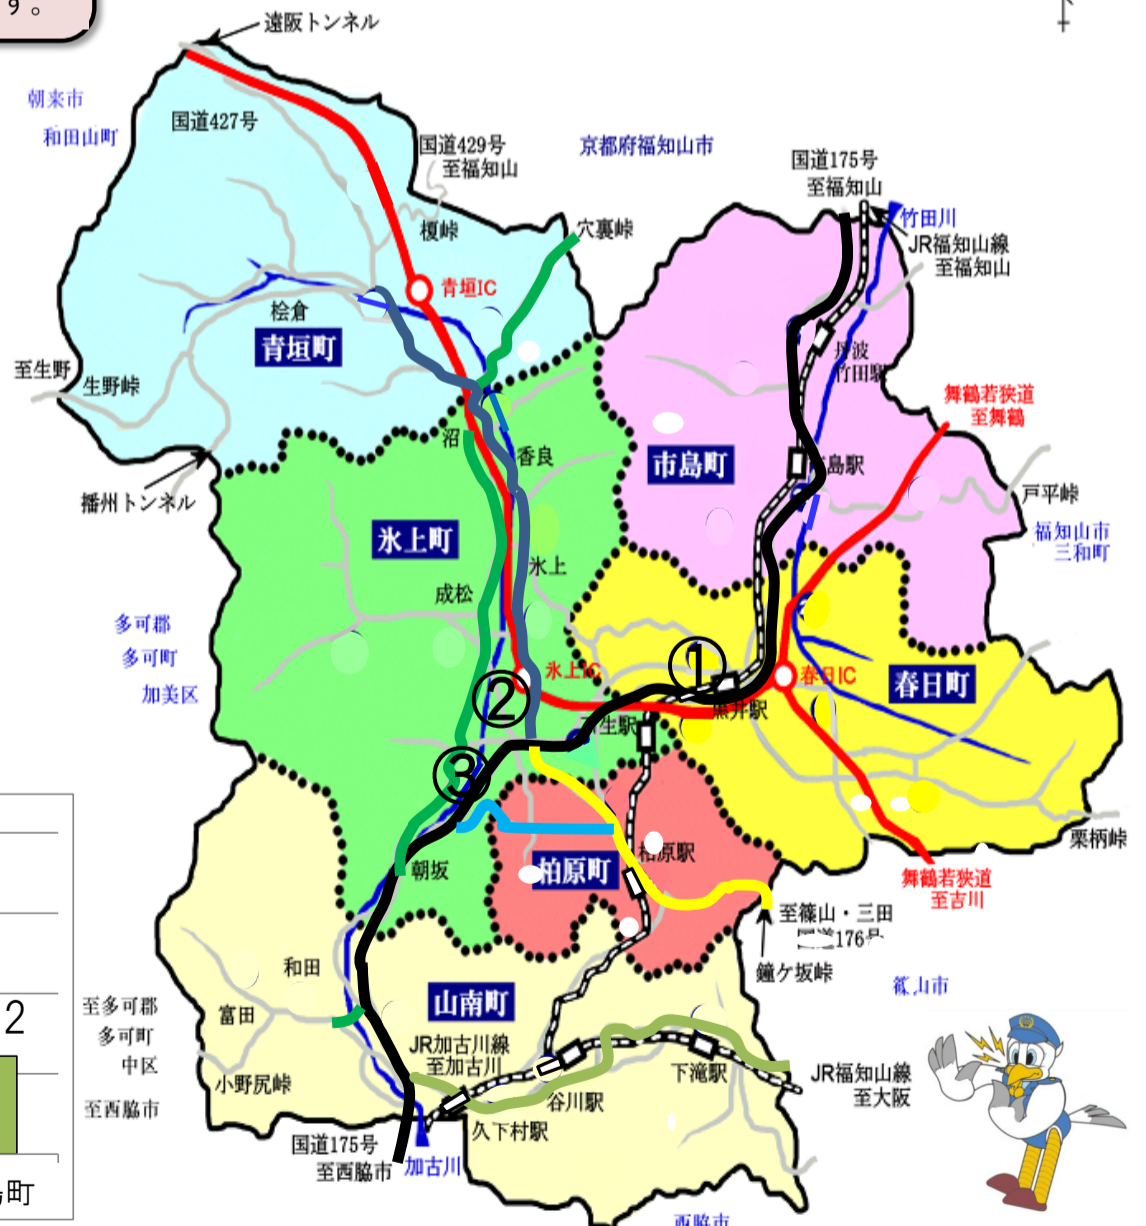 す。
遠阪トンネル
朝来市
和田山町
国道427号
国道429号
至福知山
京都府福知山市
国道175号
至福知山
竹田川
JR福知山線
至福知山
榎峠
穴裏峠
青垣IC
桧倉
青垣町
至生野
生野峠
丹波
竹田駅
舞鶴若狭道
至舞鶴
沼
香良
市島町
島駅
播州トンネル
戸平峠
福知山市
三和町
氷上町
氷上
成松
多可郡
多可町
加美区
①
氷上IC
春日IC
春日町
②
黒井駅
生駅
③
栗柄峠
柏原町
柏原駅
朝坂
舞鶴若狭道
至吉川
至篠山・三田
176号
鐘ケ坂峠
和田
篠山市
山南町
至多可郡
多可町
中区
富田
2
JR加古川線
至加古川
下滝駅
JR福知山線
至大阪
小野尻峠
谷川駅
至西脇市
久下村駅
国道175号
至西脇市
加古川
町
西脇市